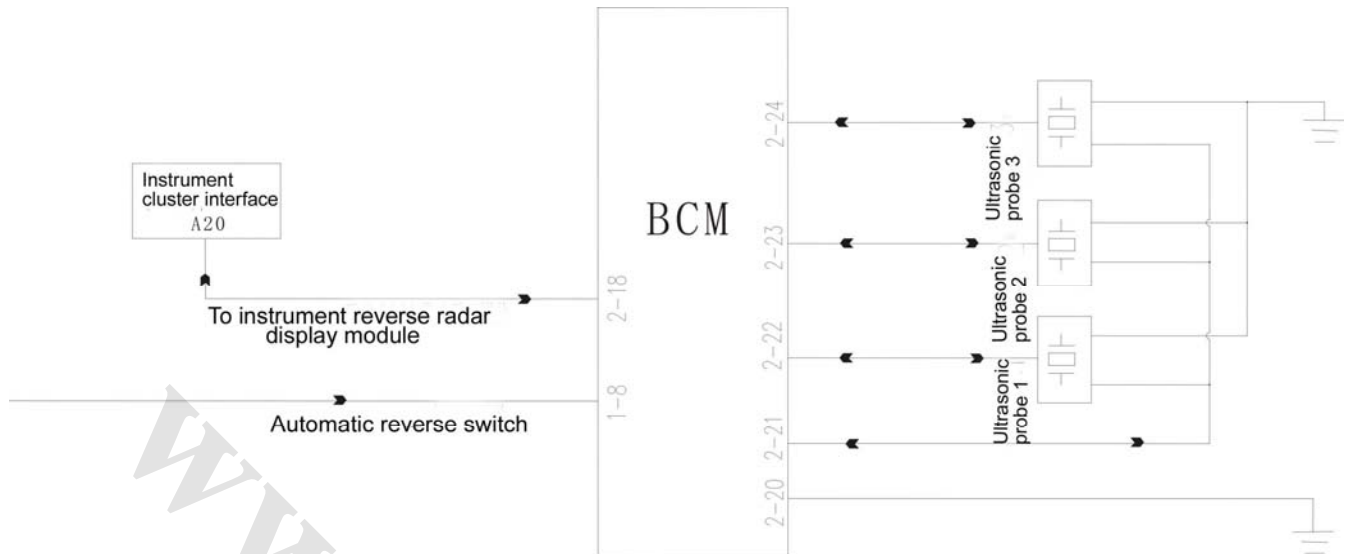 Instrument
cluster interface
A20
To instrument reverse radar
display module
Automatic reverse switch
BCM
2-18
1-8
2-24
2-23
2-22
2-21
2-20
Ultrasonic
probe 3
Ultrasonic
probe 2
Ultrasonic
probe 1